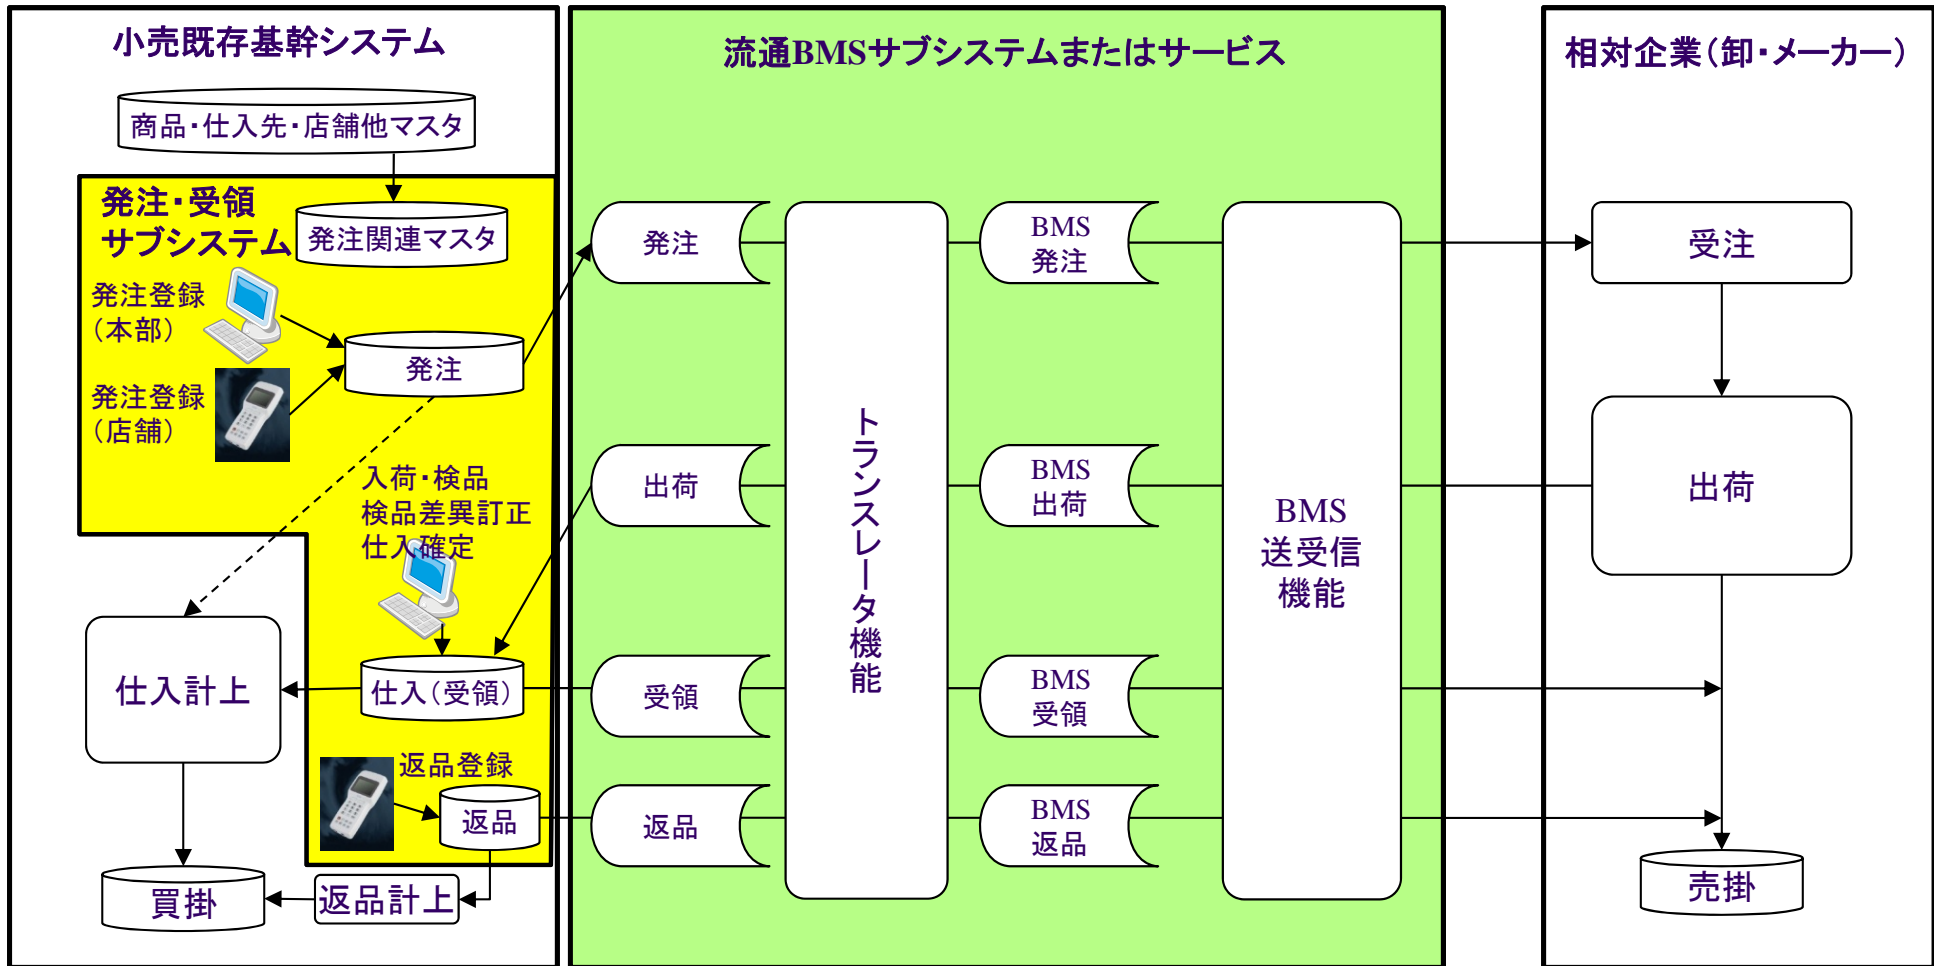 小売既存基幹システム
商品・仕入先・店舗他マスタ
発注・受領
サブシステム
発注関連マスタ
発注登録
（本部）
発注
発注登録
（店舗）
入荷・検品
検品差異訂正
仕入確定
仕入計上
仕入（受領）
返品登録
返品
買掛
返品計上
流通BMSサブシステムまたはサービス
発注
出荷
受領
返品
トランスレータ機能
BMS
発注
BMS
出荷
BMS
受領
BMS
返品
BMS
送受信
機能
相対企業（卸・メーカー）
受注
出荷
売掛